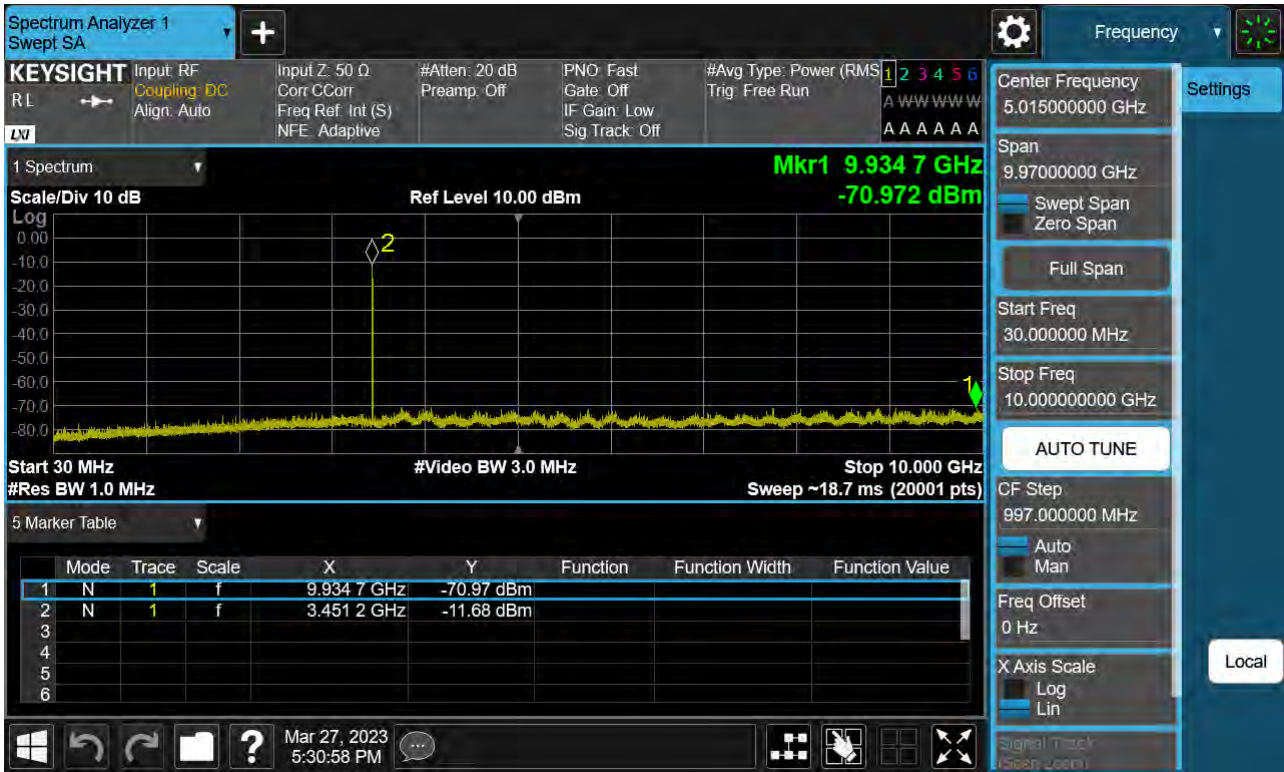 Spectrum Analyzer 1
Swept SA
Frequency
KEYSIGHT
RL
LXI
Input: RF
Coupling: DC
Align: Auto
Input Z: 50 Ω
Corr CCorr
Freq Ref: Int (S)
NFE: Adaptive
#Atten: 20 dB
Preamp: Off
PNO: Fast
Gate: Off
IF Gain: Low
Sig Track: Off
#Avg Type: Power (RMS
Trig: Free Run
1 2 3 4 5 6
A W W W W W
A A A A A A
1 Spectrum
Mkr1 9.934 7 GHz
-70.972 dBm
Scale/Div 10 dB
Ref Level 10.00 dBm
Log
0.00
-10.0
-20.0
-30.0
-40.0
-50.0
-60.0
-70.0
-80.0
2
1
Start 30 MHz
#Video BW 3.0 MHz
Stop 10.000 GHz
#Res BW 1.0 MHz
Sweep ~18.7 ms (20001 pts)
5 Marker Table
Mode Trace Scale X Y Function Function Width Function Value
1 N 1 f 9.934 7 GHz -70.97 dBm
2 N 1 f 3.451 2 GHz -11.68 dBm
3
4
5
6
Mar 27, 2023
5:30:58 PM
Center Frequency
5.015000000 GHz
Settings
Span
9.97000000 GHz
Swept Span
Zero Span
Full Span
Start Freq
30.000000 MHz
Stop Freq
10.000000000 GHz
AUTO TUNE
CF Step
997.000000 MHz
Auto
Man
Freq Offset
0 Hz
X Axis Scale
Log
Lin
Local
Signal Track
(Span Zoom)